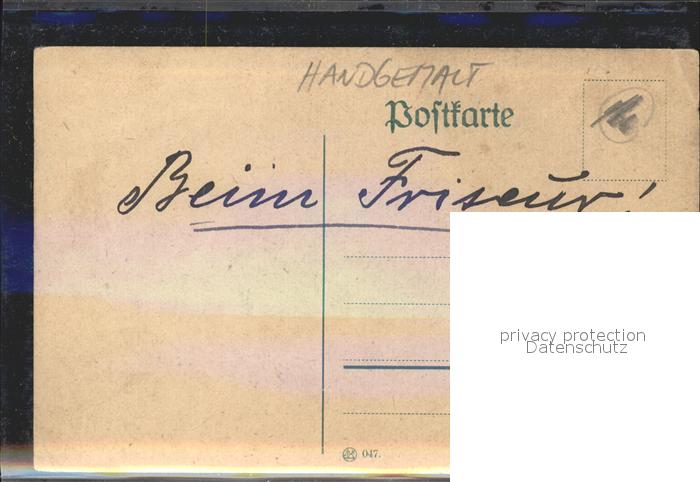 HANDGEMALT
Postkarte
Beim Friseur!
privacy protection
Datenschutz
047.